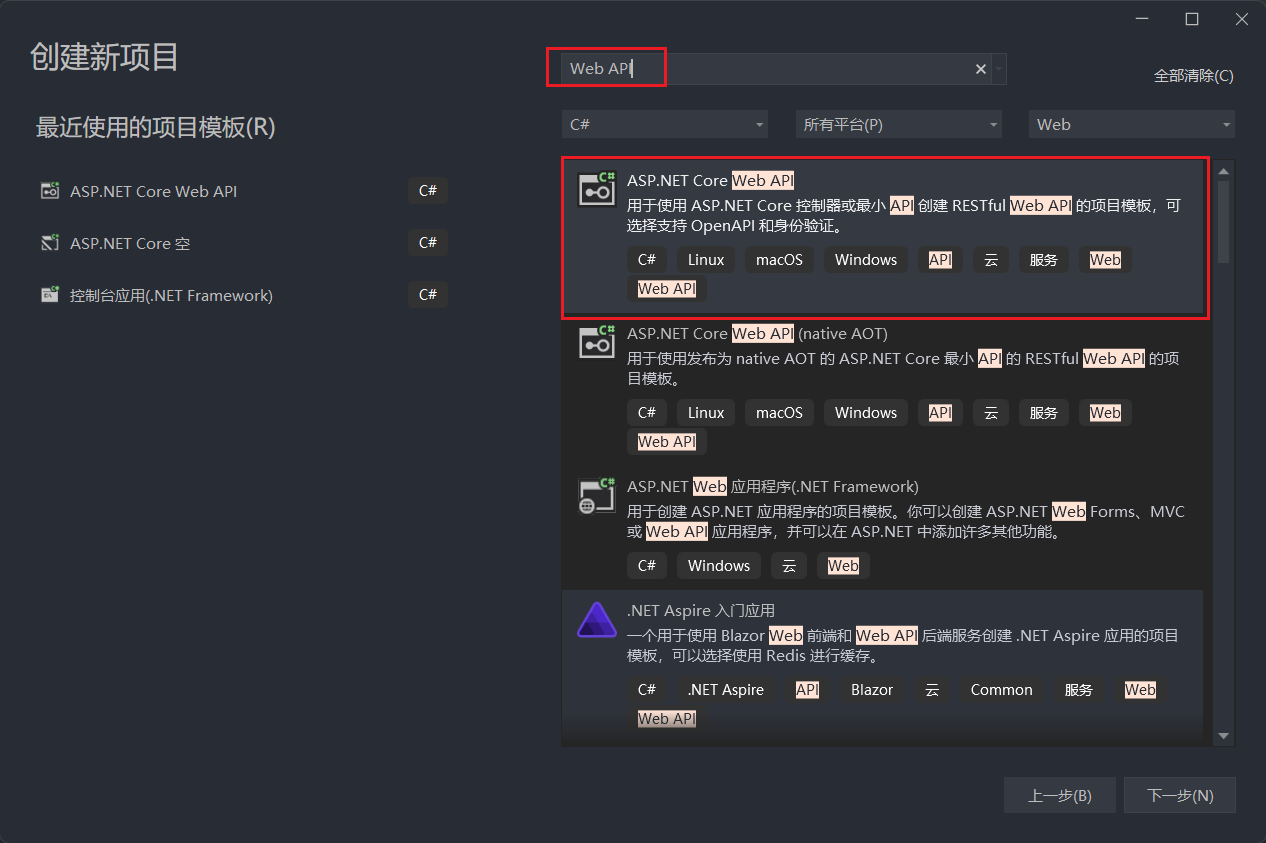 创建新项目
Web API
全部清除(C)
最近使用的项目模板(R)
C#
所有平台(P)
Web
ASP.NET Core Web API
C#
ASP.NET Core 空
C#
控制台应用(.NET Framework)
C#
ASP.NET Core Web API
用于使用 ASP.NET Core 控制器或最小 API 创建 RESTful Web API 的项目模板，可
选择支持 OpenAPI 和身份验证。
C# Linux macOS Windows API 云 服务 Web
Web API
ASP.NET Core Web API (native AOT)
用于使用发布为 native AOT 的 ASP.NET Core 最小 API 的 RESTful Web API 的项
目模板。
C# Linux macOS Windows API 云 服务 Web
Web API
ASP.NET Web 应用程序(.NET Framework)
用于创建 ASP.NET 应用程序的项目模板。你可以创建 ASP.NET Web Forms、MVC
或 Web API 应用程序，并可以在 ASP.NET 中添加许多其他功能。
C# Windows 云 Web
.NET Aspire 入门应用
一个用于使用 Blazor Web 前端和 Web API 后端服务创建 .NET Aspire 应用的项目
模板，可以选择使用 Redis 进行缓存。
C# .NET Aspire API Blazor 云 Common 服务 Web
Web API
上一步(B)
下一步(N)